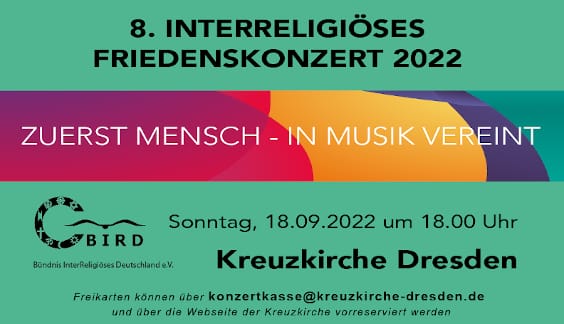 8. INTERRELIGIÖSES
FRIEDENSKONZERT 2022
ZUERST MENSCH - IN MUSIK VEREINT
BIRD
Bündnis InterReligiöses Deutschland e.V.
Sonntag, 18.09.2022 um 18.00 Uhr
Kreuzkirche Dresden
Freikarten können über konzertkasse@kreuzkirche-dresden.de
und über die Webseite der Kreuzkirche vorreserviert werden